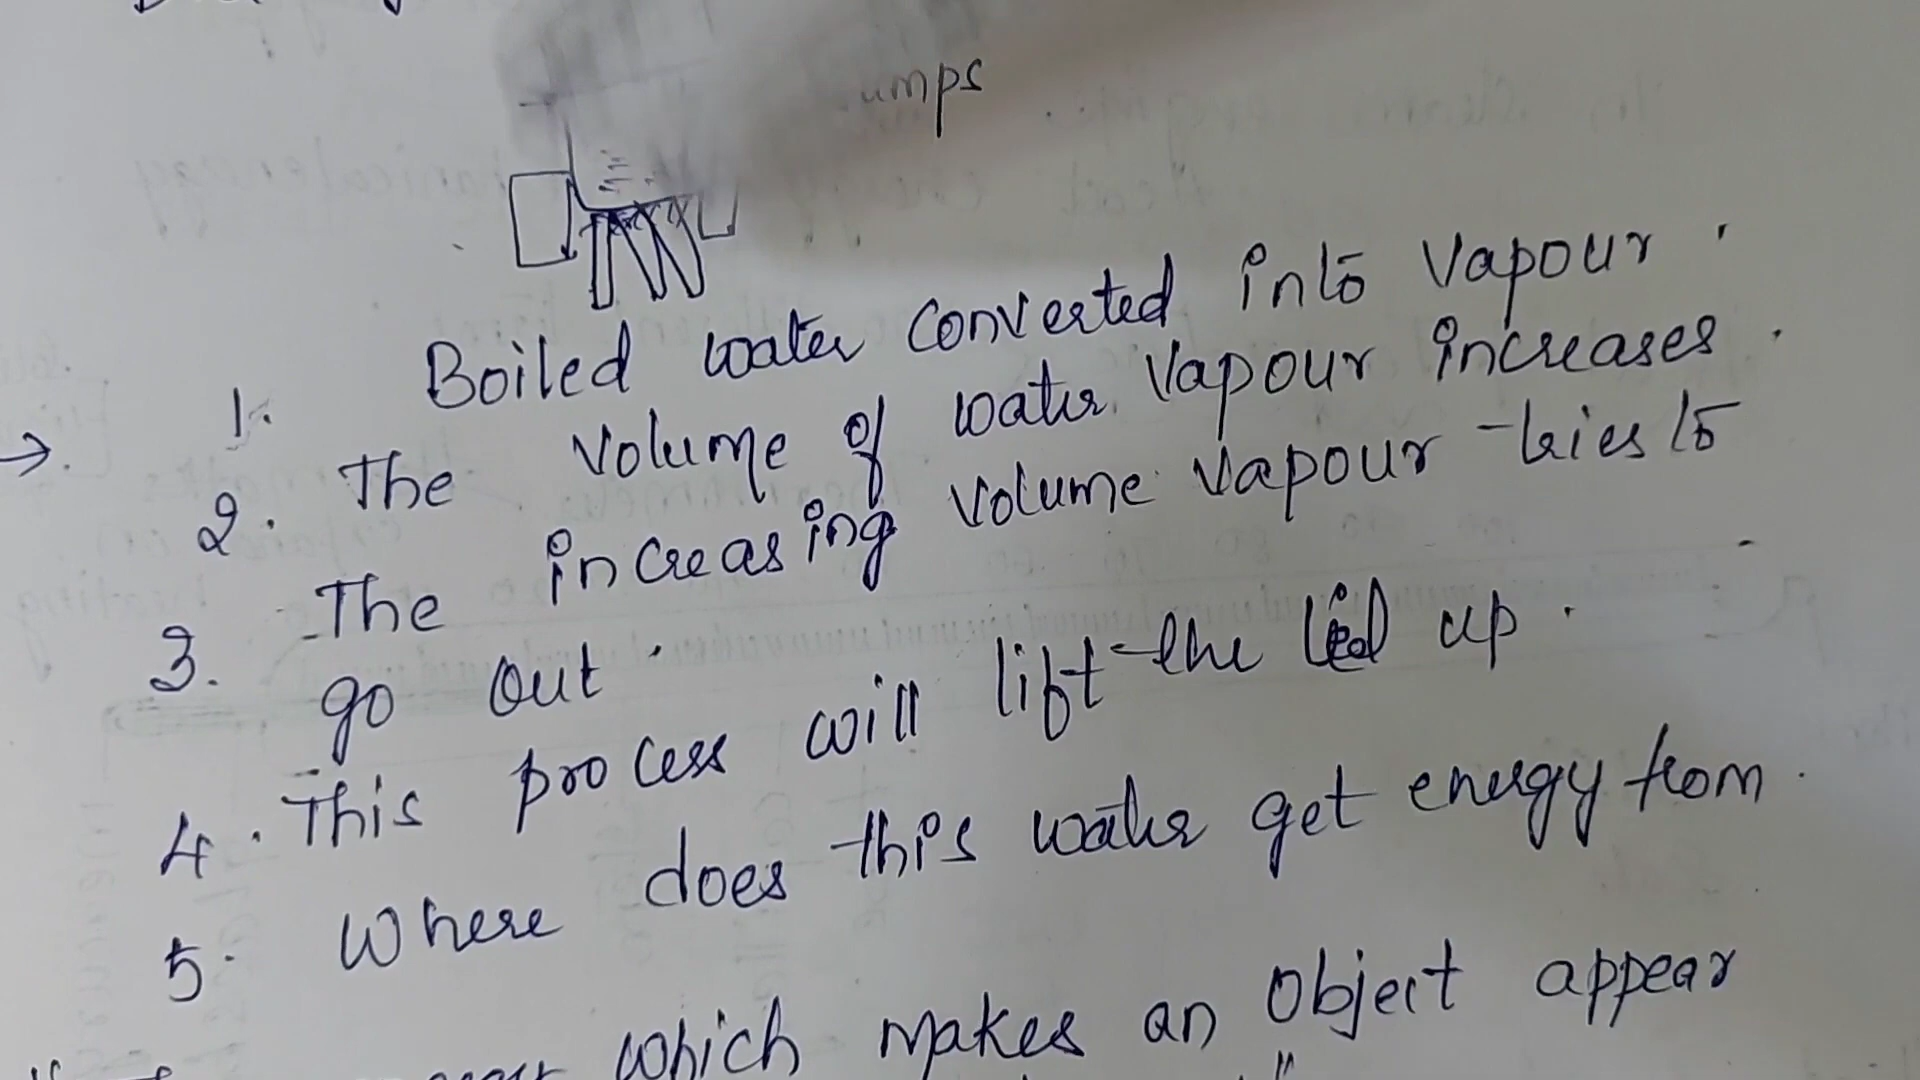 umps
1. Boiled water converted into vapour.
2. The volume of water vapour increases.
3. The increasing volume vapour tries to
go out.
4. This process will lift the lid up.
5. Where does this water get energy from.
which makes an object appear